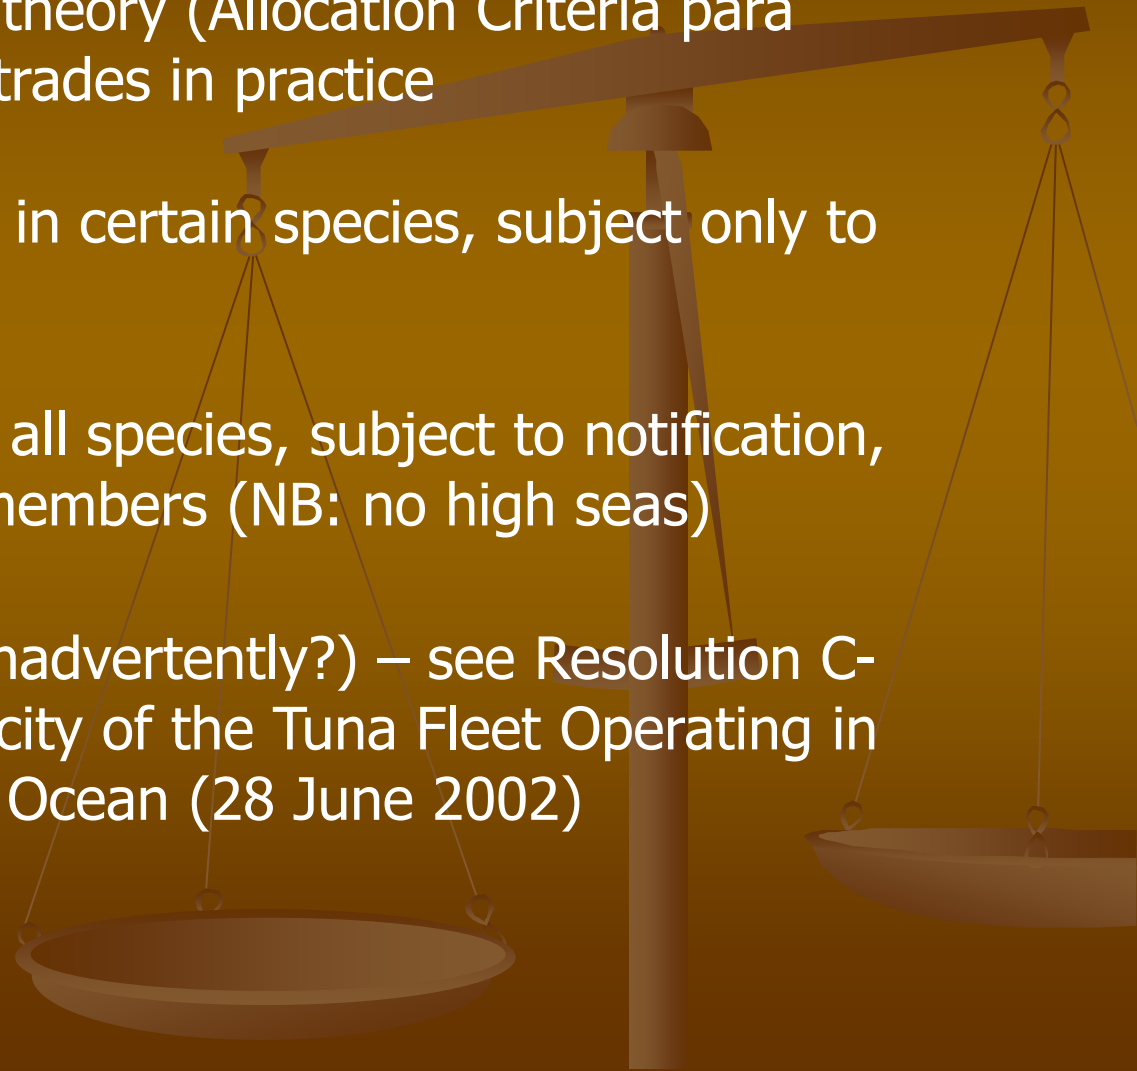 theory (Allocation Criteria para
trades in practice
in certain species, subject only to
all species, subject to notification,
members (NB: no high seas)
nadvertently?) – see Resolution C-
city of the Tuna Fleet Operating in
Ocean (28 June 2002)